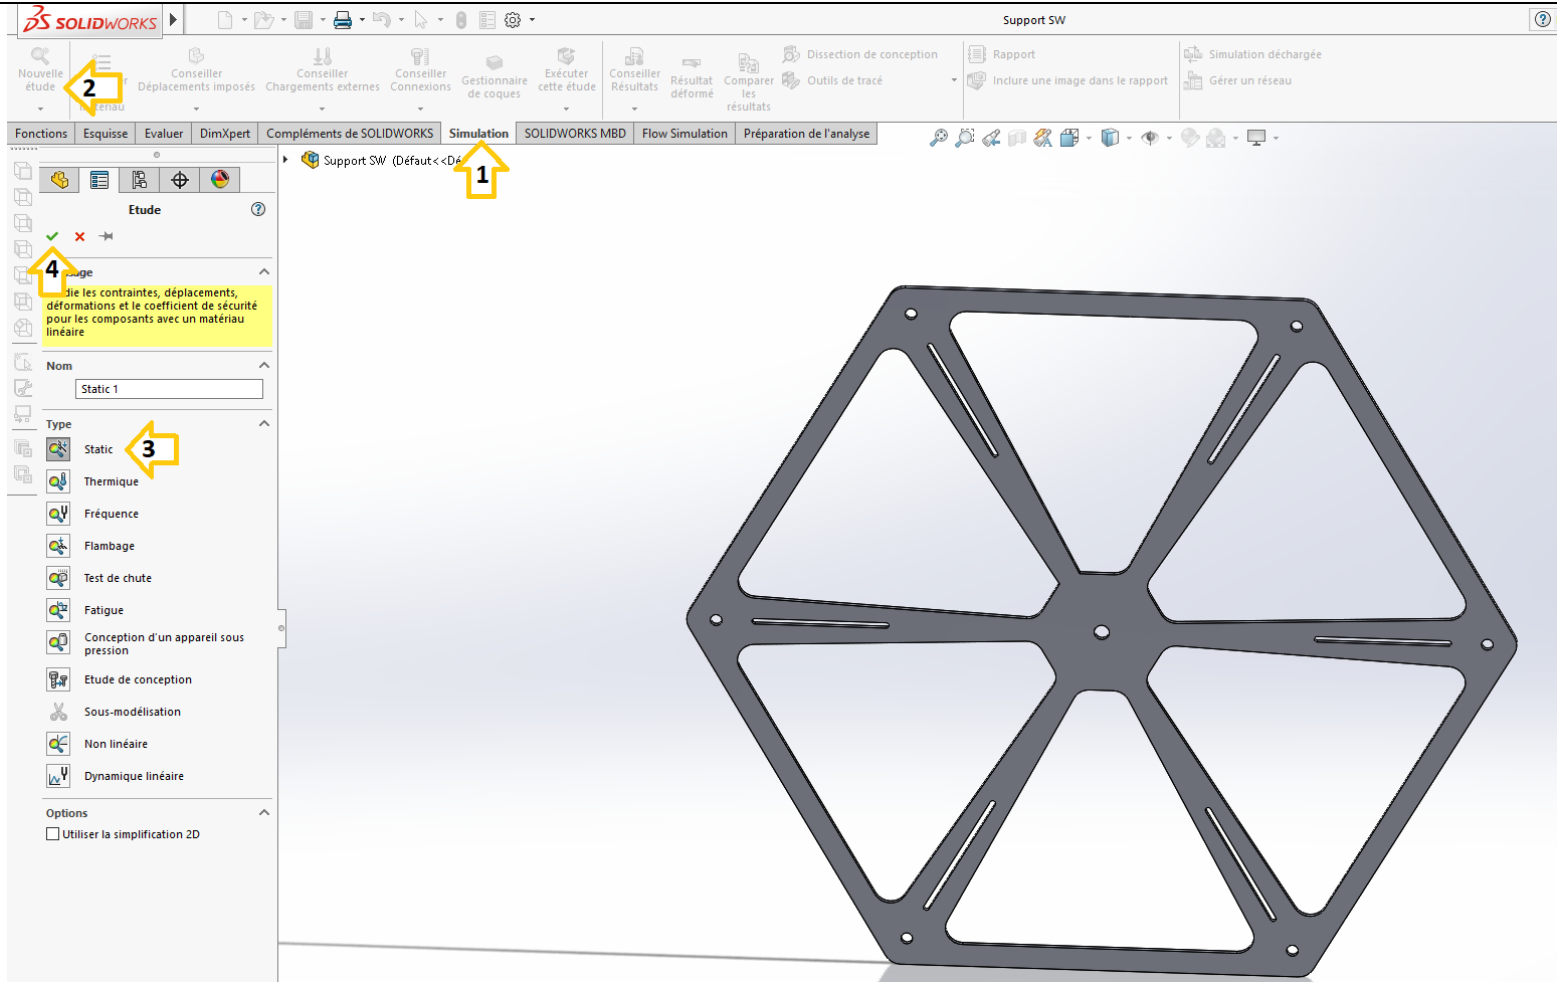 SOLIDWORKS
Support SW
Nouvelle étude
2
Conseiller Déplacements imposés
Conseiller Chargements externes
Conseiller Connexions
Gestionnaire de coques
Exécuter cette étude
Conseiller Résultats
Résultat déformé
Comparer les résultats
Dissection de conception
Outils de tracé
Rapport
Inclure une image dans le rapport
Simulation déchargée
Gérer un réseau
Fonctions
Esquisse
Evaluer
DimXpert
Compléments de SOLIDWORKS
Simulation
SOLIDWORKS MBD
Flow Simulation
Préparation de l'analyse
Support SW (Défaut<<Dé
1
Etude
4
les contraintes, déplacements,
déformations et le coefficient de sécurité
pour les composants avec un matériau
linéaire
Nom
Static 1
Type
Static
3
Thermique
Fréquence
Flambage
Test de chute
Fatigue
Conception d'un appareil sous
pression
Etude de conception
Sous-modélisation
Non linéaire
Dynamique linéaire
Options
Utiliser la simplification 2D